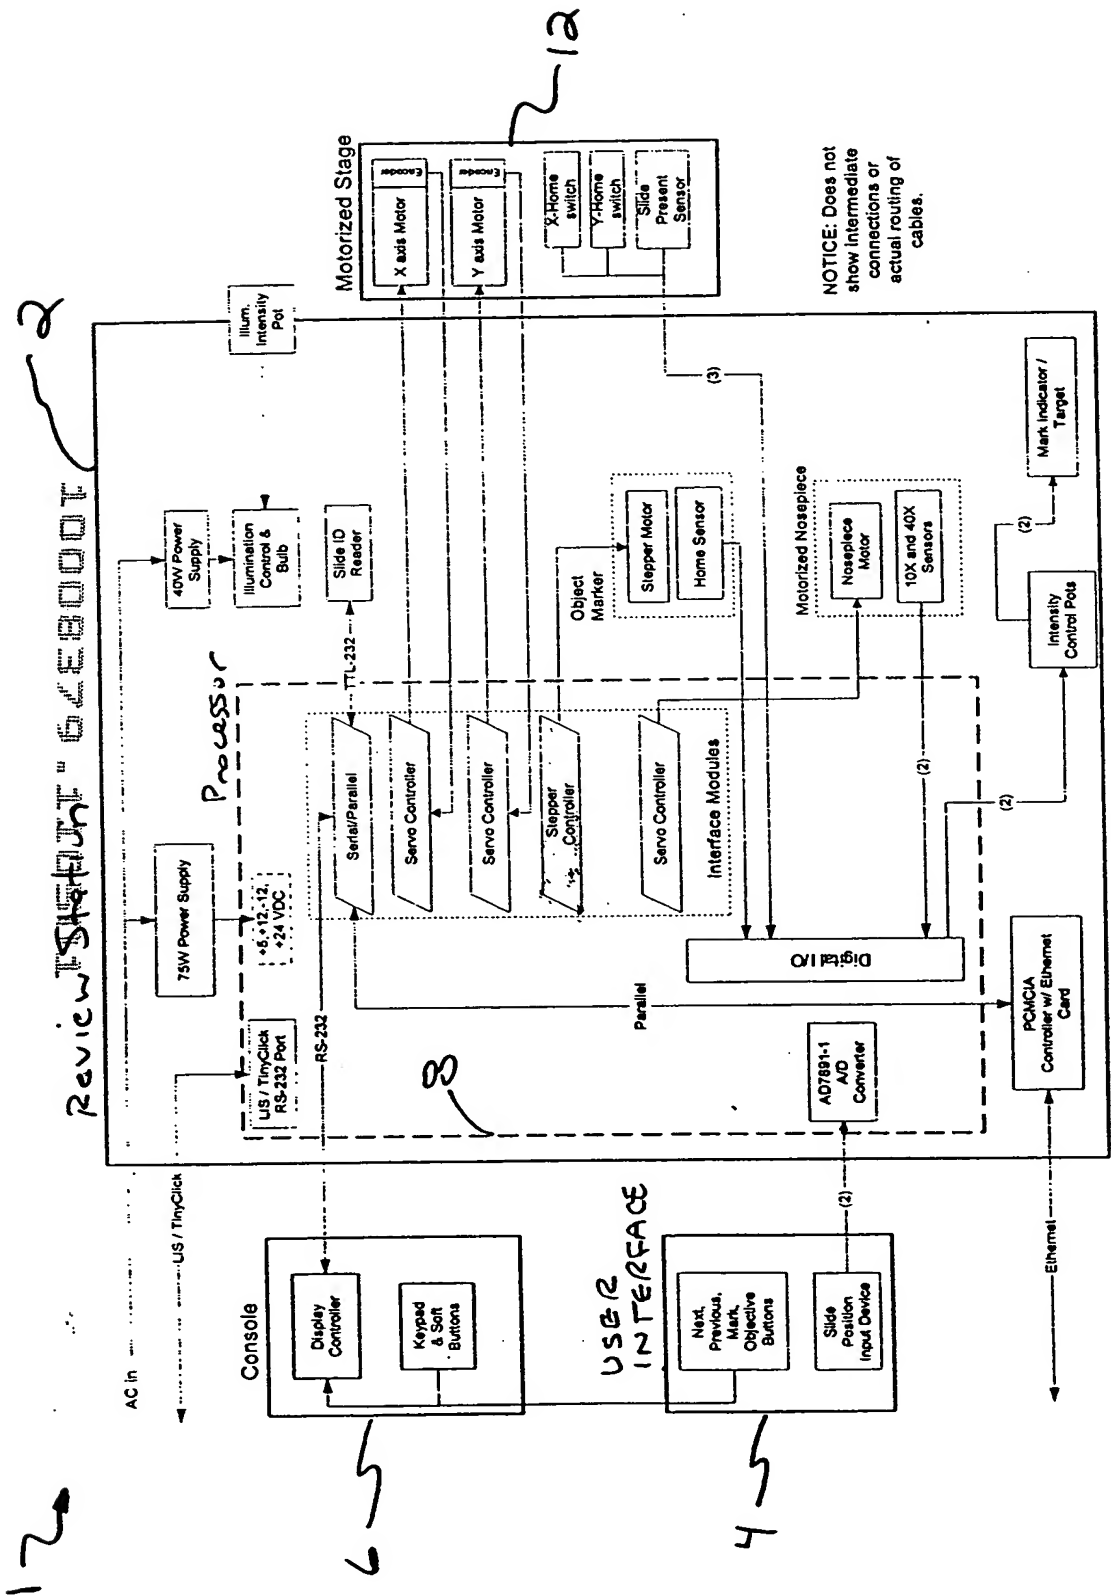 1
Review Station
2
AC in
LIS / TinyClick
75W Power Supply
40W Power
Supply
Illumination
Control &
Bulb
Illum.
Intensity
Pot
Processor
LIS / TinyClick
RS-232 Port
+5,+12,-12,
+24 VDC
Slide ID
Reader
TTL-232
RS-232
Serial/Parallel
Servo Controller
Servo Controller
Stepper
Controller
Servo Controller
Interface Modules
Parallel
Digital I/O
8
AD7891-1
A/D
Converter
PCMCIA
Controller w/ Ethernet
Card
Ethernet
Console
Display
Controller
Keypad
& Soft
Buttons
6
USER
INTERFACE
Next,
Previous,
Mark,
Objective
Buttons
Slide
Position
Input Device
4
(2)
Object
Marker
Stepper Motor
Home Sensor
Motorized Nosepiece
Nosepiece
Motor
10X and 40X
Sensors
(2)
(2)
Intensity
Control Pots
(2)
Mark Indicator /
Target
(3)
Motorized Stage
X axis Motor
Encoder
Y axis Motor
Encoder
X-Home
switch
Y-Home
switch
Slide
Present
Sensor
12
NOTICE: Does not
show intermediate
connections or
actual routing of
cables.